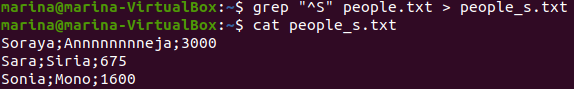 marina@marina-VirtualBox:~$ grep "^S" people.txt > people_s.txt
marina@marina-VirtualBox:~$ cat people_s.txt
Soraya;Annnnnnnneja;3000
Sara;Siria;675
Sonia;Mono;1600